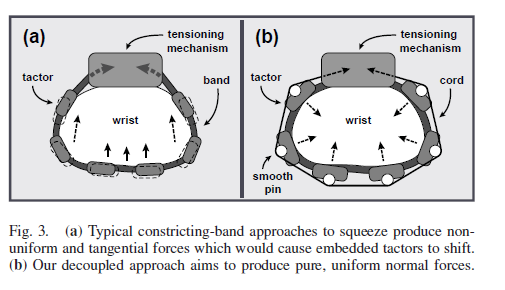 (a)
tensioning
mechanism
tactor
band
wrist
(b)
tensioning
mechanism
tactor
cord
wrist
smooth
pin
Fig. 3. (a) Typical constricting-band approaches to squeeze produce non-
uniform and tangential forces which would cause embedded tactors to shift.
(b) Our decoupled approach aims to produce pure, uniform normal forces.